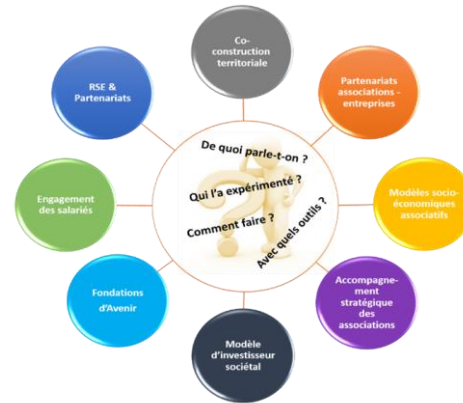 Co-
construction
territoriale
Partenariats
associations -
entreprises
Modèles socio-
économiques
associatifs
Accompagne-
ment
stratégique
des
associations
Modèle
d'investisseur
sociétal
Fondations
d'Avenir
Engagement
des salariés
RSE &
Partenariats
De quoi parle-t-on ?
Qui l'a expérimenté ?
Comment faire ?
Avec quels outils ?